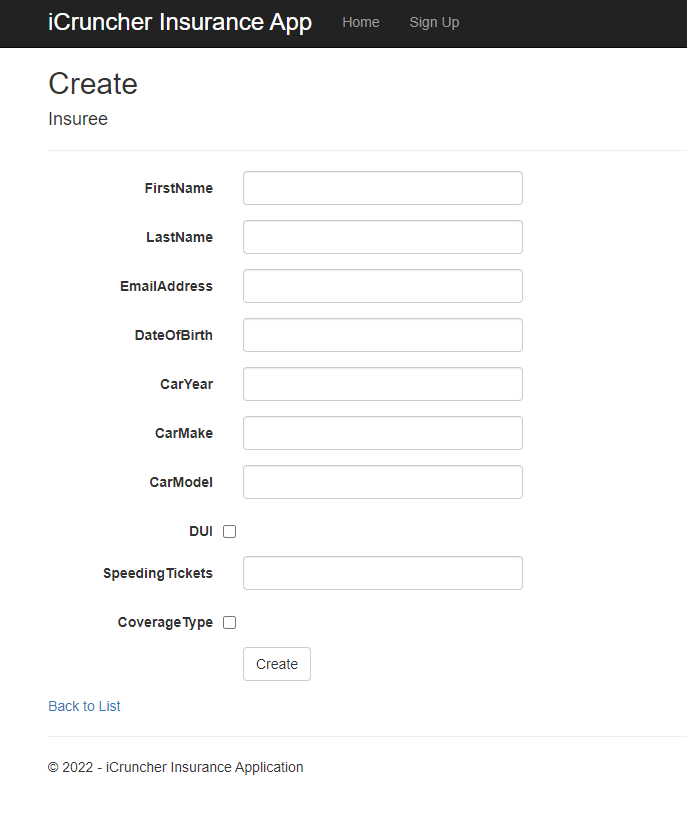 iCruncher Insurance App Home Sign Up
Create
Insuree
FirstName
LastName
EmailAddress
DateOfBirth
CarYear
CarMake
CarModel
DUI
SpeedingTickets
CoverageType
Create
Back to List
© 2022 - iCruncher Insurance Application